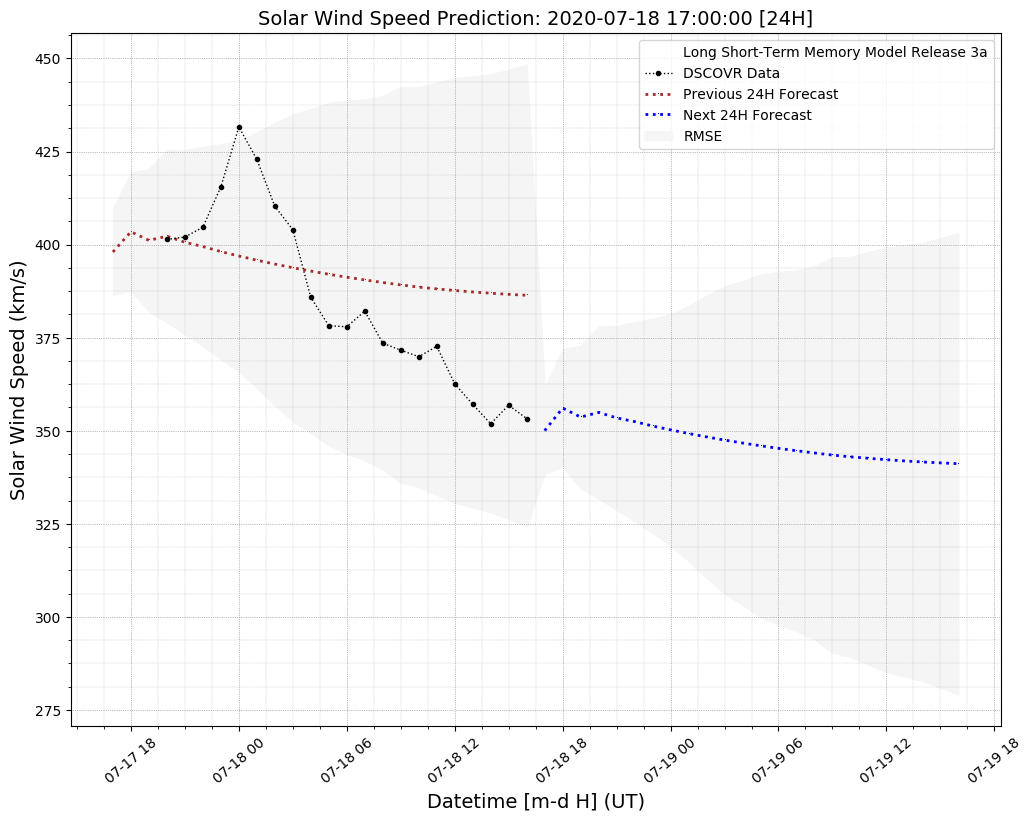 Solar Wind Speed Prediction: 2020-07-18 17:00:00 [24H]
Long Short-Term Memory Model Release 3a
DSCOVR Data
Previous 24H Forecast
Next 24H Forecast
RMSE
Solar Wind Speed (km/s)
450
425
400
375
350
325
300
275
07-17 18
07-18 00
07-18 06
07-18 12
07-18 18
07-19 00
07-19 06
07-19 12
07-19 18
Datetime [m-d H] (UT)